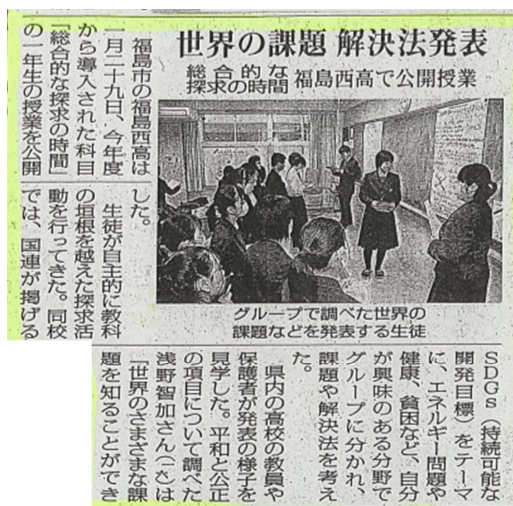 世界の課題 解決法発表
総合的な
探求の時間
福島西高で公開授業
福島市の福島西高は
一月二十九日、今年度
から導入された科目
「総合的な探求の時間」
の一年生の授業を公開
した。
生徒が自主的に教科
の垣根を越えた探求活
動を行ってきた。同校
では、国連が掲げる
グループで調べた世界の
課題などを発表する生徒
SDGs（持続可能な
開発目標）をテーマ
に、エネルギー問題や
健康、貧困など、自分
が興味のある分野で
グループに分かれ、
課題や解決法を考え
た。
県内の高校の教員や
保護者が発表の様子を
見学した。平和と公正
の項目について調べた
浅野智加さんは
「世界のさまざまな課
題を知ることができ